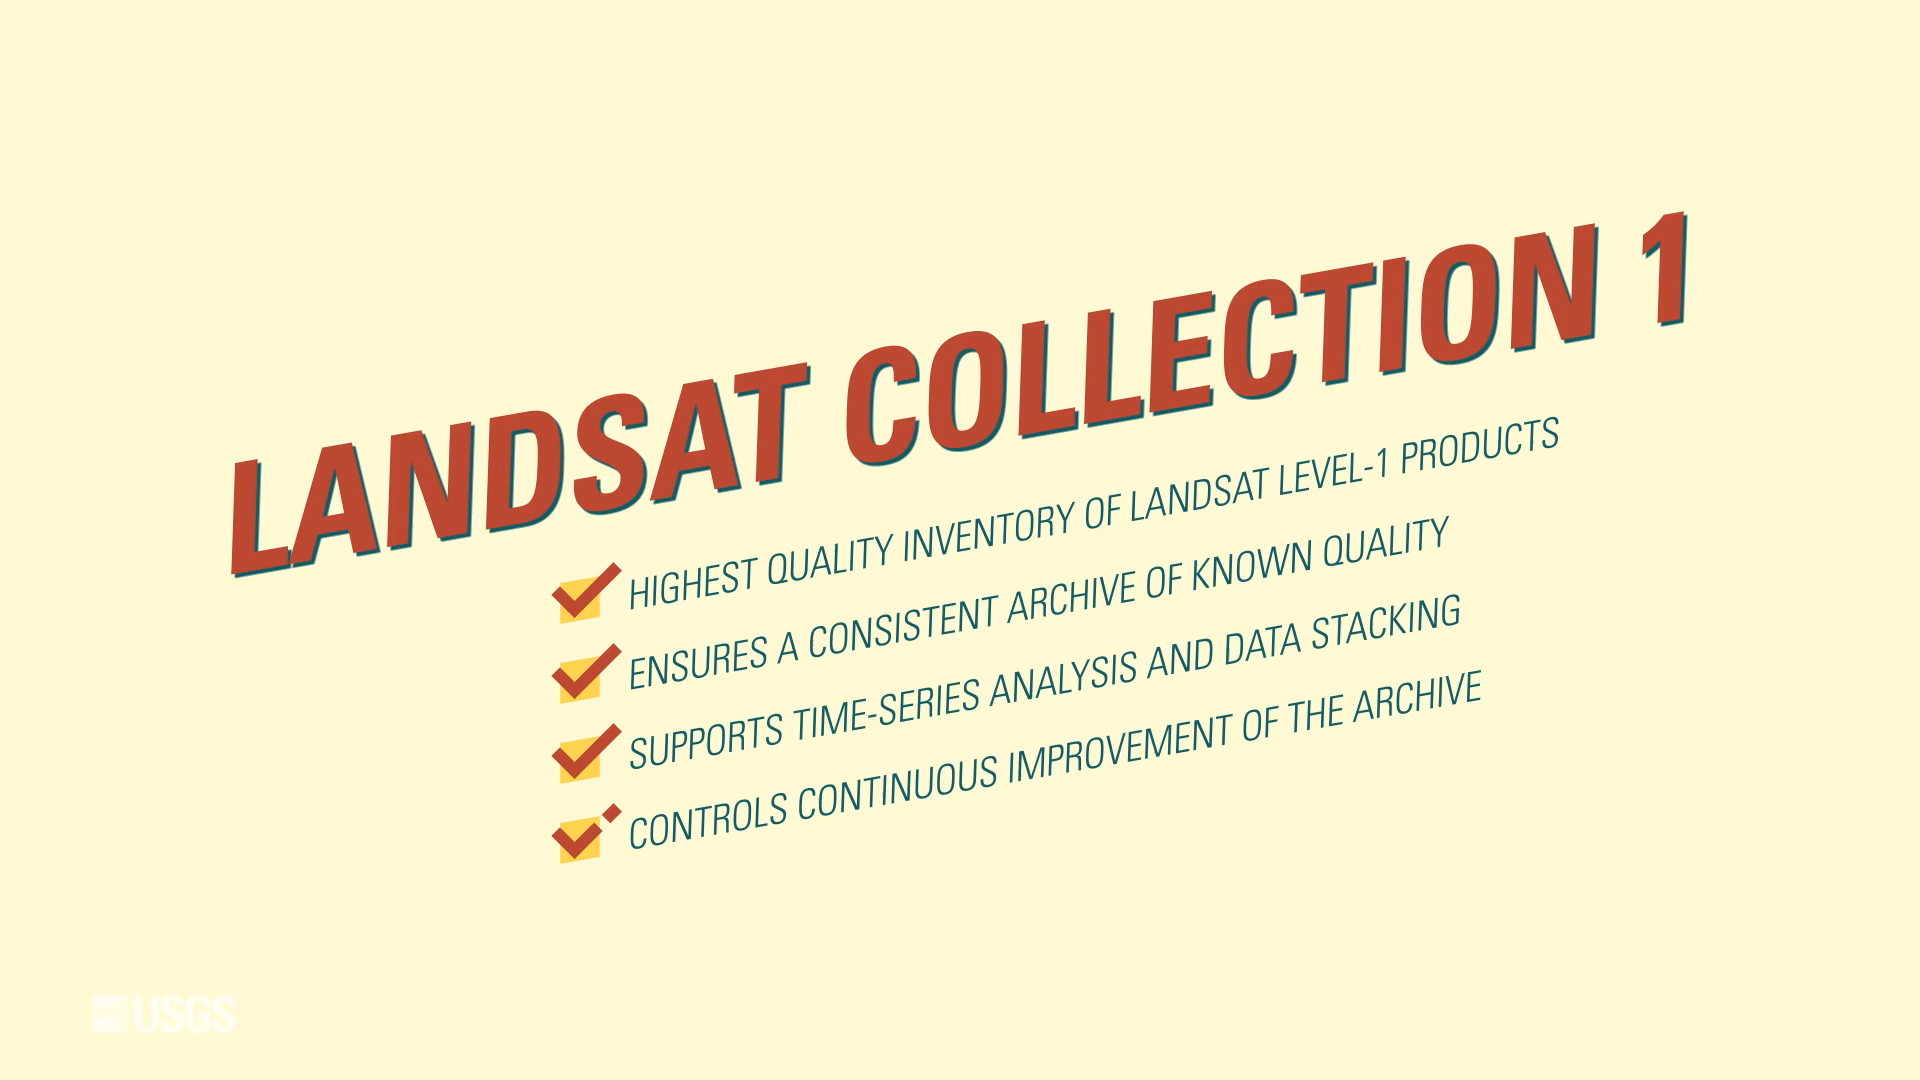 LANDSAT COLLECTION 1
HIGHEST QUALITY INVENTORY OF LANDSAT LEVEL-1 PRODUCTS
ENSURES A CONSISTENT ARCHIVE OF KNOWN QUALITY
SUPPORTS TIME-SERIES ANALYSIS AND DATA STACKING
CONTROLS CONTINUOUS IMPROVEMENT OF THE ARCHIVE
USGS